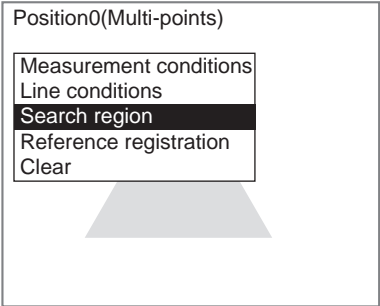 Position0(Multi-points)
Measurement conditions
Line conditions
Search region
Reference registration
Clear